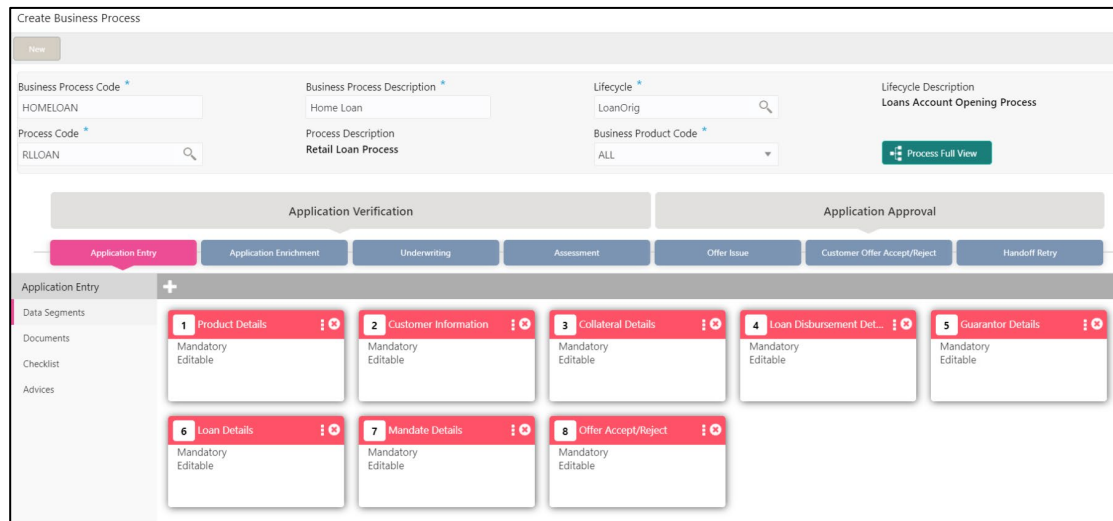 Create Business Process
New
Business Process Code *
Business Process Description *
Lifecycle *
Lifecycle Description
HOMELOAN
Home Loan
LoanOrig
Loans Account Opening Process
Process Code *
Process Description
Business Product Code *
RLLOAN
Retail Loan Process
ALL
Process Full View
Application Verification
Application Approval
Application Entry
Application Enrichment
Underwriting
Assessment
Offer Issue
Customer Offer Accept/Reject
Handoff Retry
Application Entry
Data Segments
Documents
Checklist
Advices
1 Product Details
Mandatory
Editable
2 Customer Information
Mandatory
Editable
3 Collateral Details
Mandatory
Editable
4 Loan Disbursement Det...
Mandatory
Editable
5 Guarantor Details
Mandatory
Editable
6 Loan Details
Mandatory
Editable
7 Mandate Details
Mandatory
Editable
8 Offer Accept/Reject
Mandatory
Editable